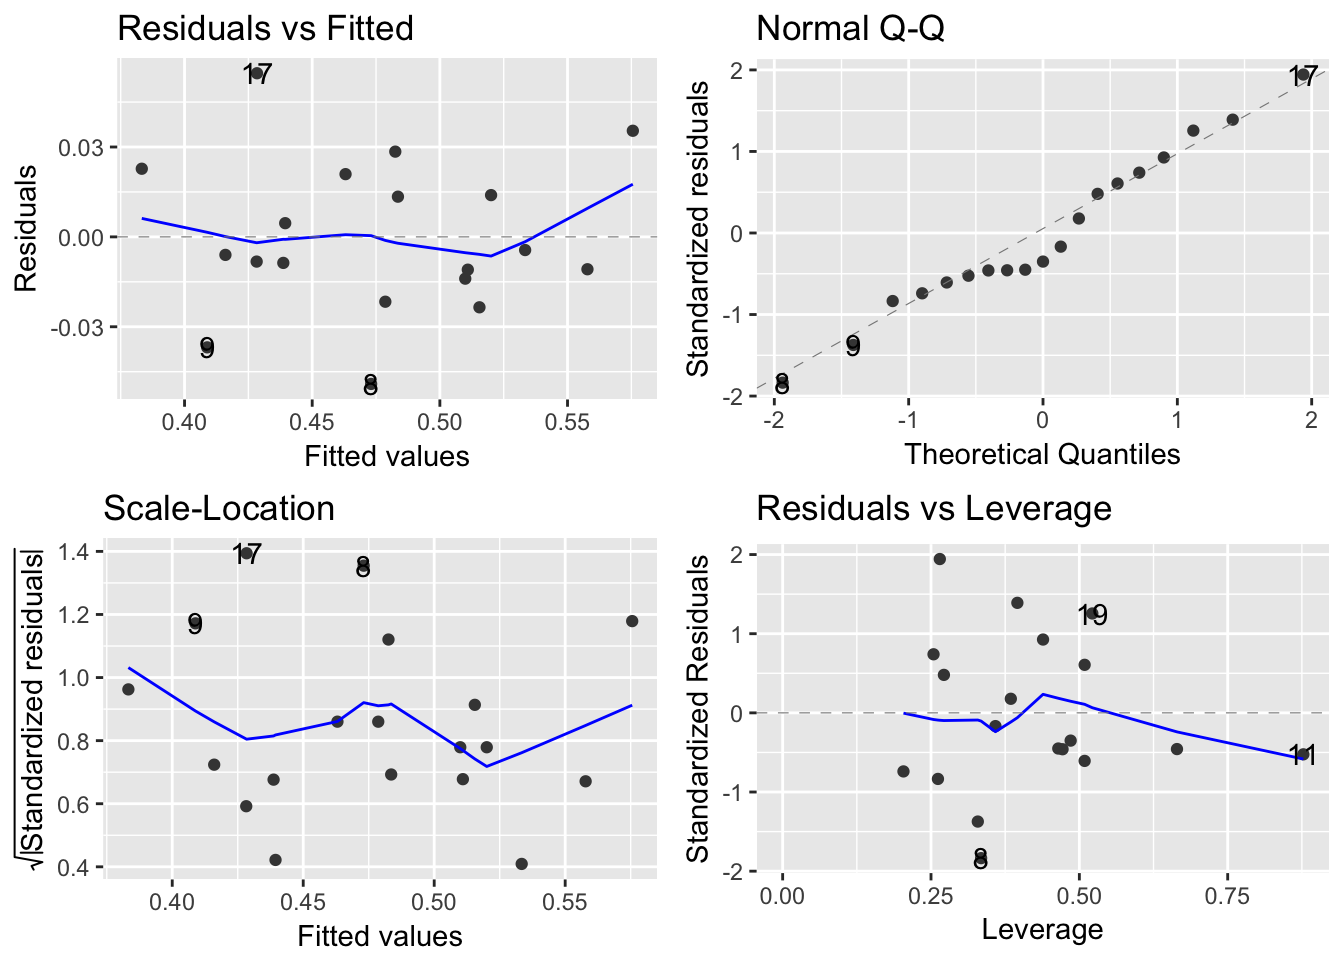 Residuals vs Fitted
Residuals
0.03
0.00
-0.03
17
9
8
0.40 0.45 0.50 0.55
Fitted values
Normal Q-Q
Standardized residuals
2
1
0
-1
-2
17
9
8
-2 -1 0 1 2
Theoretical Quantiles
Scale-Location
√|Standardized residuals|
1.4
1.2
1.0
0.8
0.6
0.4
17
8
9
0.40 0.45 0.50 0.55
Fitted values
Residuals vs Leverage
Standardized Residuals
2
1
0
-1
-2
19
11
8
0.00 0.25 0.50 0.75
Leverage